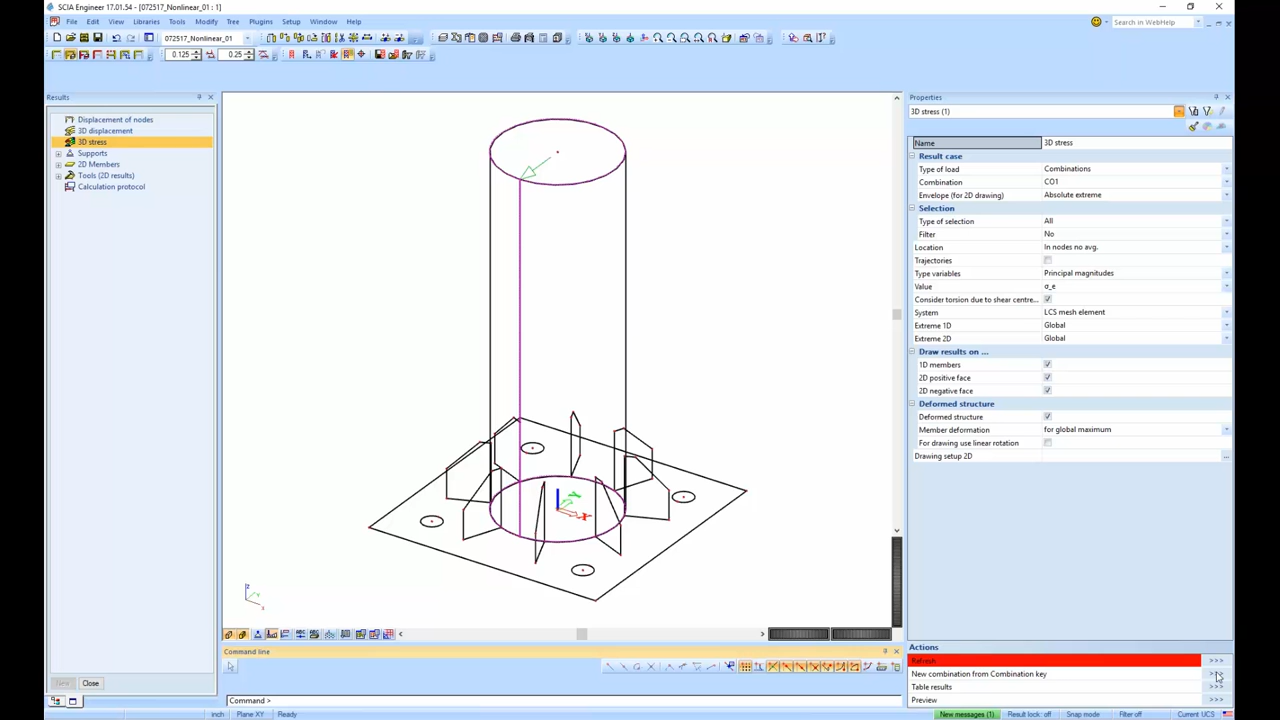 SCIA Engineer 17.01.54 - [072517_Nonlinear_01 : 1]
File Edit View Libraries Tools Modify Tree Plugins Setup Window Help
Search in WebHelp
072517_Nonlinear_01
0.125
0.25
Results
Displacement of nodes
3D displacement
3D stress
Supports
2D Members
Tools (2D results)
Calculation protocol
New
Close
Z
Y
X
Command line
Command >
Properties
3D stress (1)
Name 3D stress
Result case
Type of load Combinations
Combination CO1
Envelope (for 2D drawing) Absolute extreme
Selection
Type of selection All
Filter No
Location In nodes no avg.
Trajectories
Type variables Principal magnitudes
Value σ_e
Consider torsion due to shear centre...
System LCS mesh element
Extreme 1D Global
Extreme 2D Global
Draw results on ...
1D members
2D positive face
2D negative face
Deformed structure
Deformed structure
Member deformation for global maximum
For drawing use linear rotation
Drawing setup 2D ...
Actions
Refresh >>>
New combination from Combination key >>>
Table results >>>
Preview >>>
inch Plane XY Ready New messages (1) Result lock: off Snap mode Filter off Current UCS